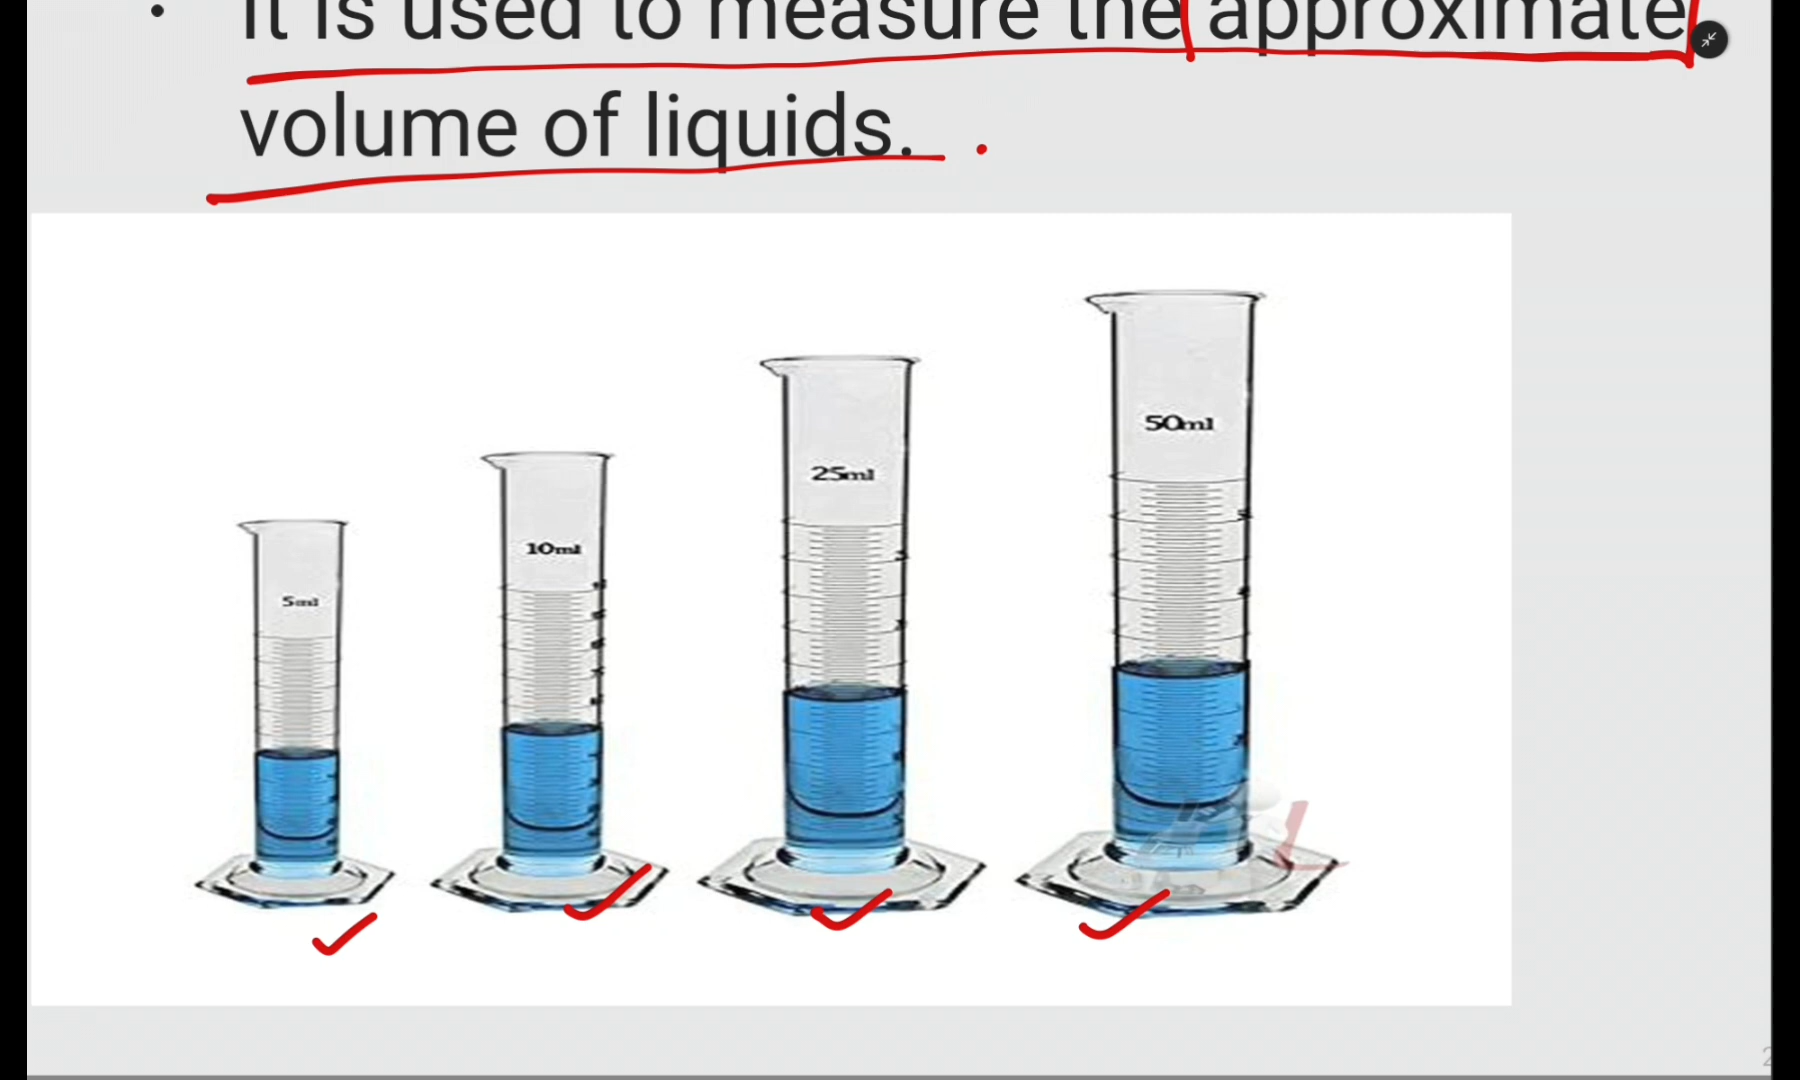 • It is used to measure the approximate
volume of liquids.
5ml
10ml
25ml
50ml
L